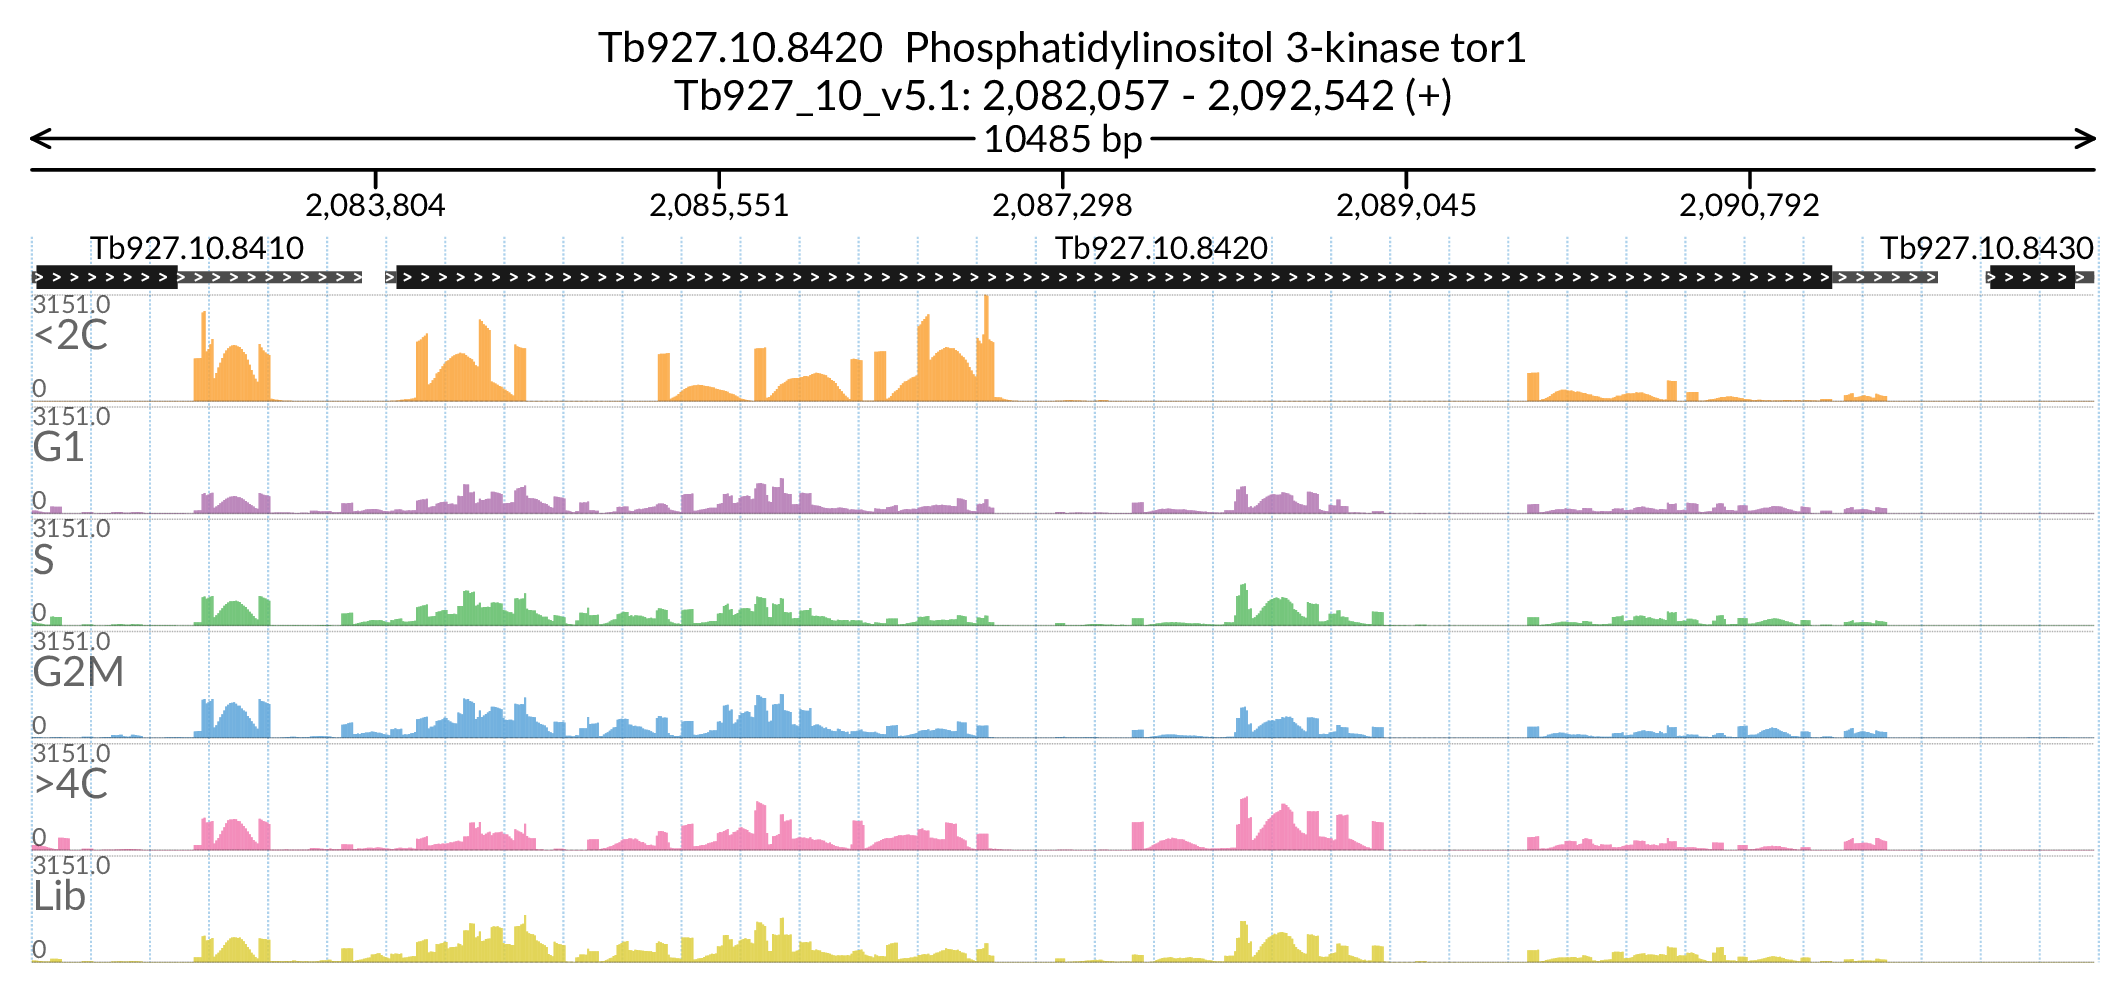 Tb927.10.8420  Phosphatidylinositol 3-kinase tor1
Tb927_10_v5.1: 2,082,057 - 2,092,542 (+)
10485 bp
2,083,804 2,085,551 2,087,298 2,089,045 2,090,792
Tb927.10.8410 Tb927.10.8420 Tb927.10.8430
3151.0
<2C
0
3151.0
G1
0
3151.0
S
0
3151.0
G2M
0
3151.0
>4C
0
3151.0
Lib
0